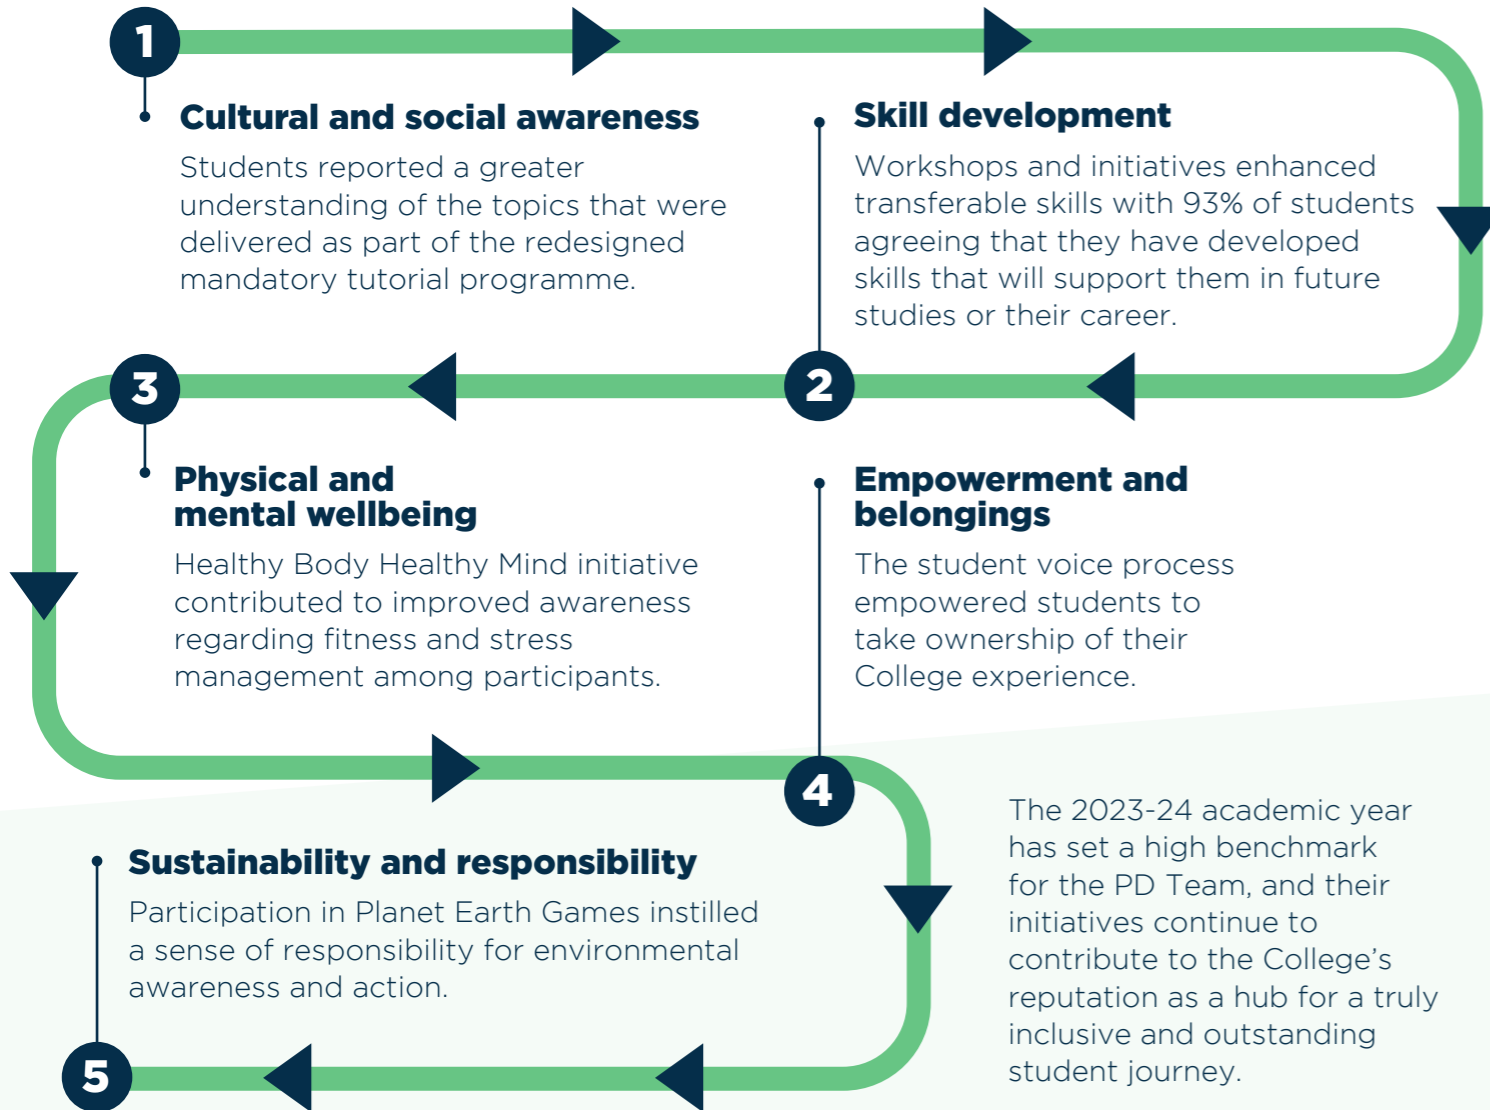 1
Cultural and social awareness
Students reported a greater
understanding of the topics that were
delivered as part of the redesigned
mandatory tutorial programme.
2
Skill development
Workshops and initiatives enhanced
transferable skills with 93% of students
agreeing that they have developed
skills that will support them in future
studies or their career.
3
Physical and
mental wellbeing
Healthy Body Healthy Mind initiative
contributed to improved awareness
regarding fitness and stress
management among participants.
4
Empowerment and
belongings
The student voice process
empowered students to
take ownership of their
College experience.
5
Sustainability and responsibility
Participation in Planet Earth Games instilled
a sense of responsibility for environmental
awareness and action.
The 2023-24 academic year
has set a high benchmark
for the PD Team, and their
initiatives continue to
contribute to the College’s
reputation as a hub for a truly
inclusive and outstanding
student journey.